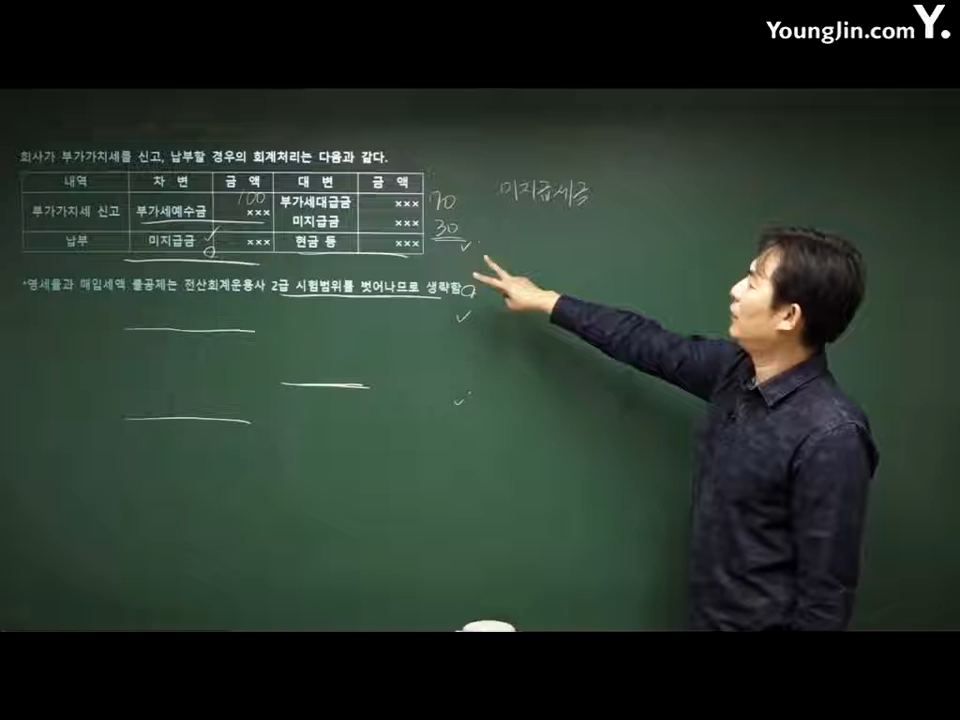 YoungJin.com Y.
회사가 부가가치세를 신고, 납부할 경우의 회계처리는 다음과 같다.
내역 차 변 금 액 대 변 금 액
부가가치세 신고 부가세예수금 100 ××× 부가세대급금 ××× 70
미지급금 ××× 30
납부 미지급금 ××× 현금 등 ×××
미지급세금
*영세율과 매입세액 불공제는 전산회계운용사 2급 시험범위를 벗어나므로 생략함